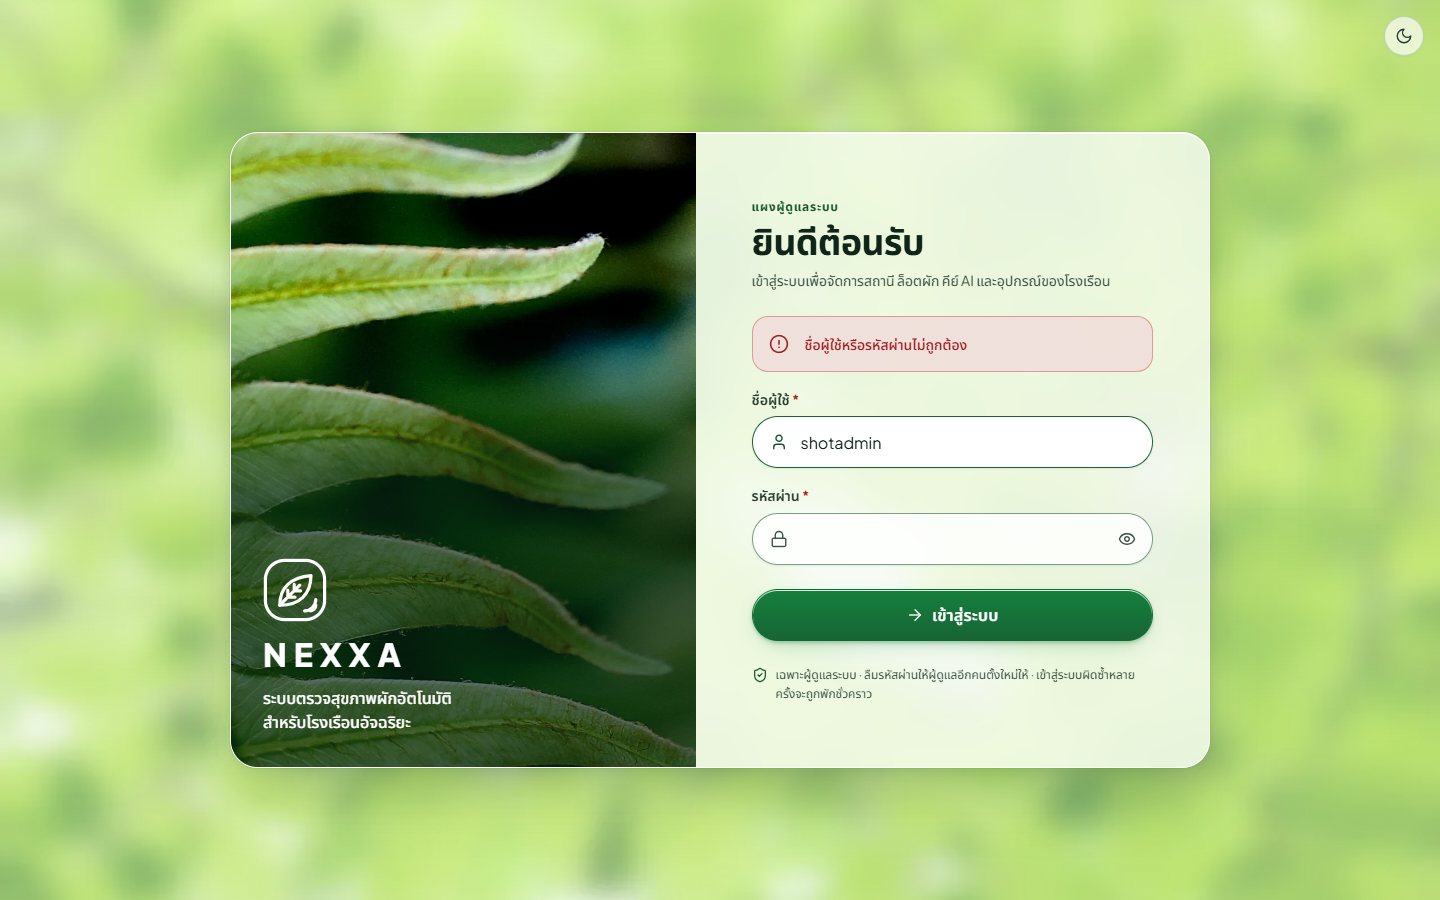 NEXXA
ระบบตรวจสุขภาพผักอัตโนมัติ
สำหรับโรงเรือนอัจฉริยะ
แผงผู้ดูแลระบบ
ยินดีต้อนรับ
เข้าสู่ระบบเพื่อจัดการสถานี ล็อตผัก คีย์ AI และอุปกรณ์ของโรงเรือน
ชื่อผู้ใช้หรือรหัสผ่านไม่ถูกต้อง
ชื่อผู้ใช้ *
shotadmin
รหัสผ่าน *
เข้าสู่ระบบ
เฉพาะผู้ดูแลระบบ · ลืมรหัสผ่านให้ผู้ดูแลอีกคนตั้งใหม่ให้ · เข้าสู่ระบบผิดซ้ำหลาย
ครั้งจะถูกพักชั่วคราว